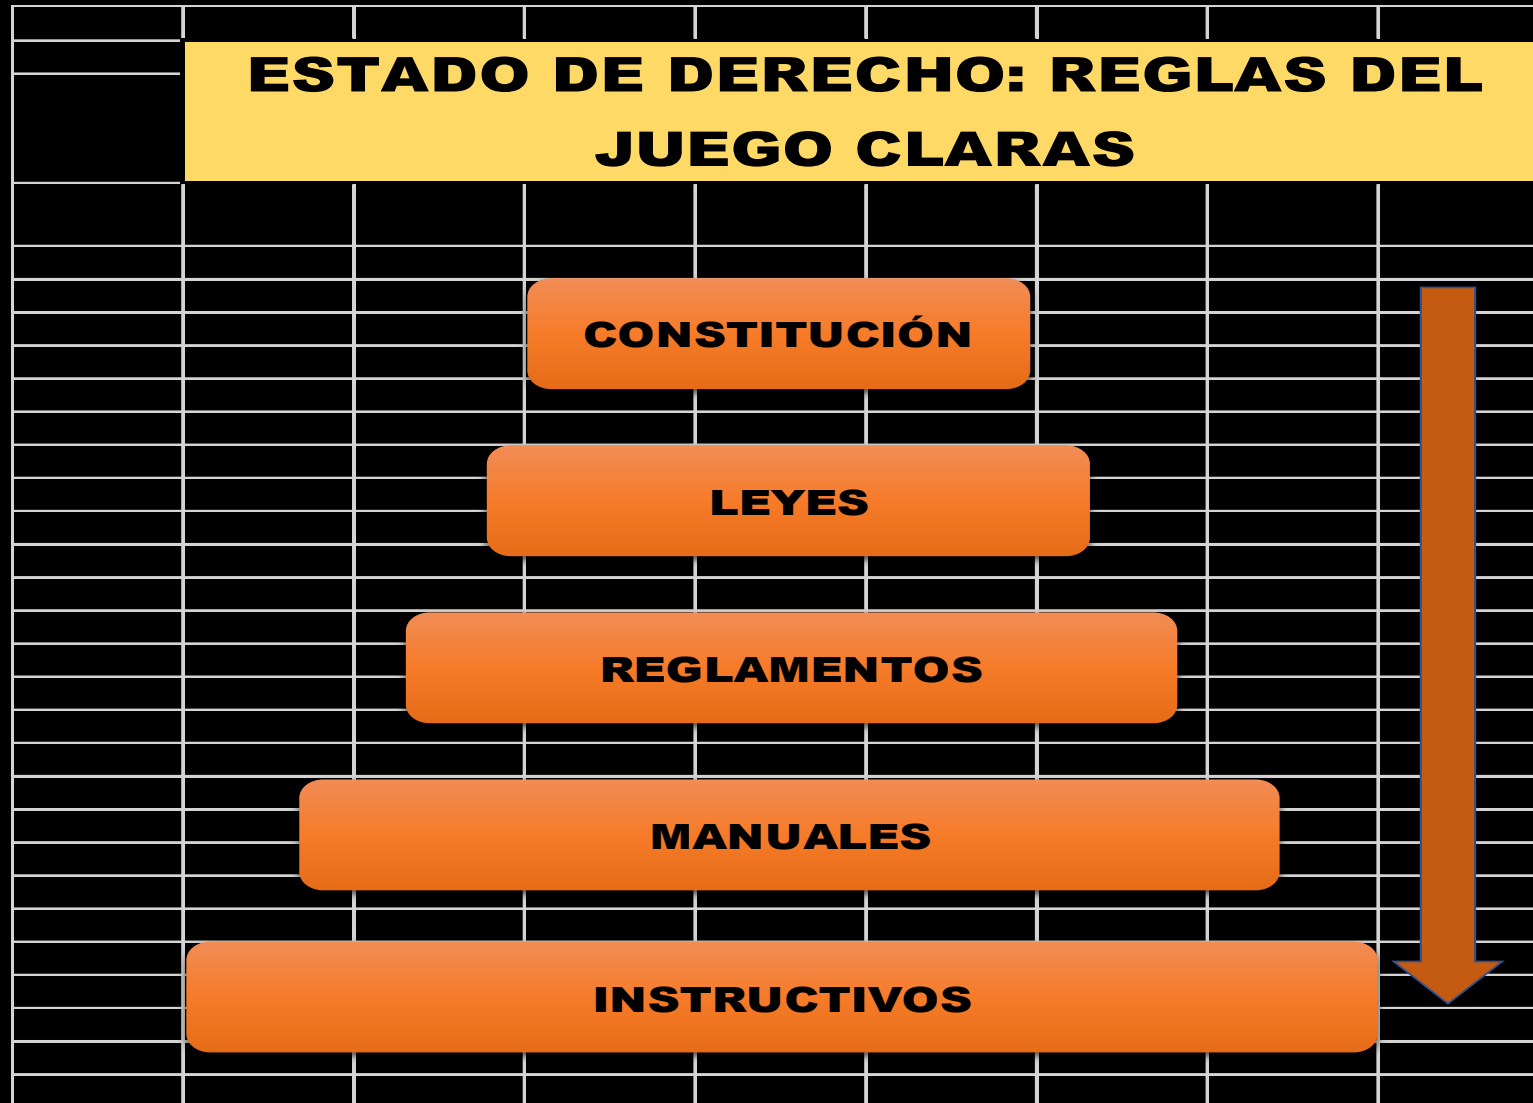 ESTADO DE DERECHO: REGLAS DEL
JUEGO CLARAS
CONSTITUCIÓN
LEYES
REGLAMENTOS
MANUALES
INSTRUCTIVOS